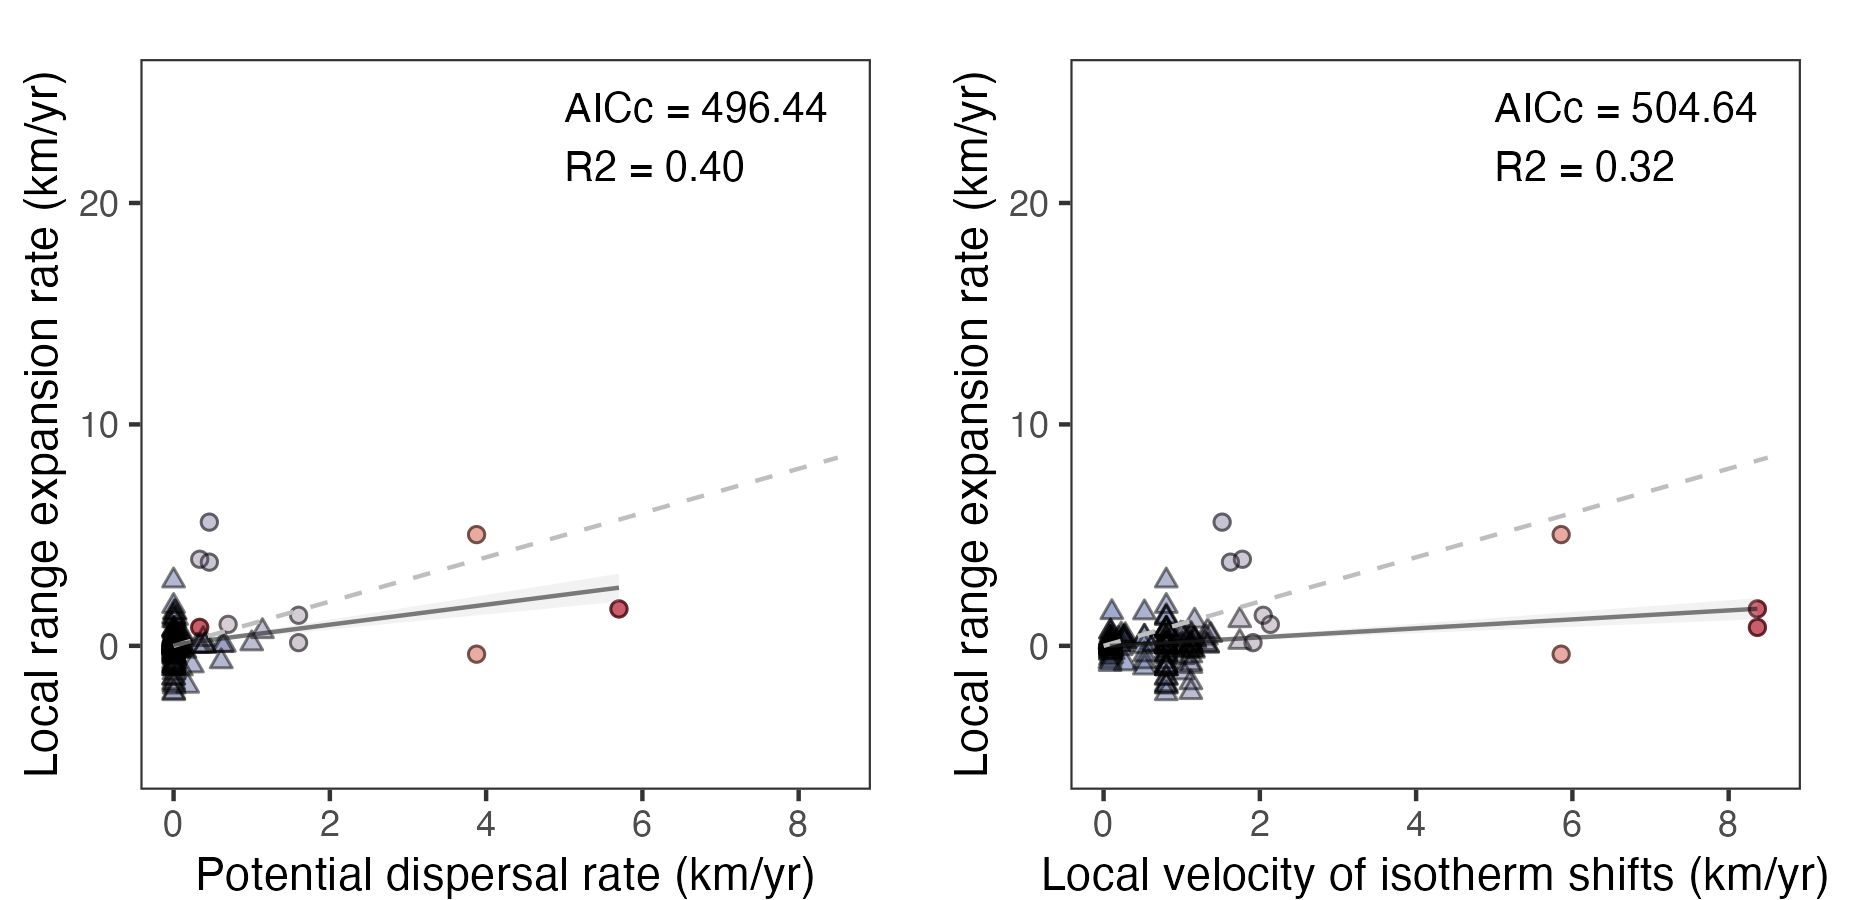 AICc = 496.44
R2 = 0.40
Local range expansion rate (km/yr)
20
10
0
0 2 4 6 8
Potential dispersal rate (km/yr)
AICc = 504.64
R2 = 0.32
Local range expansion rate (km/yr)
20
10
0
0 2 4 6 8
Local velocity of isotherm shifts (km/yr)